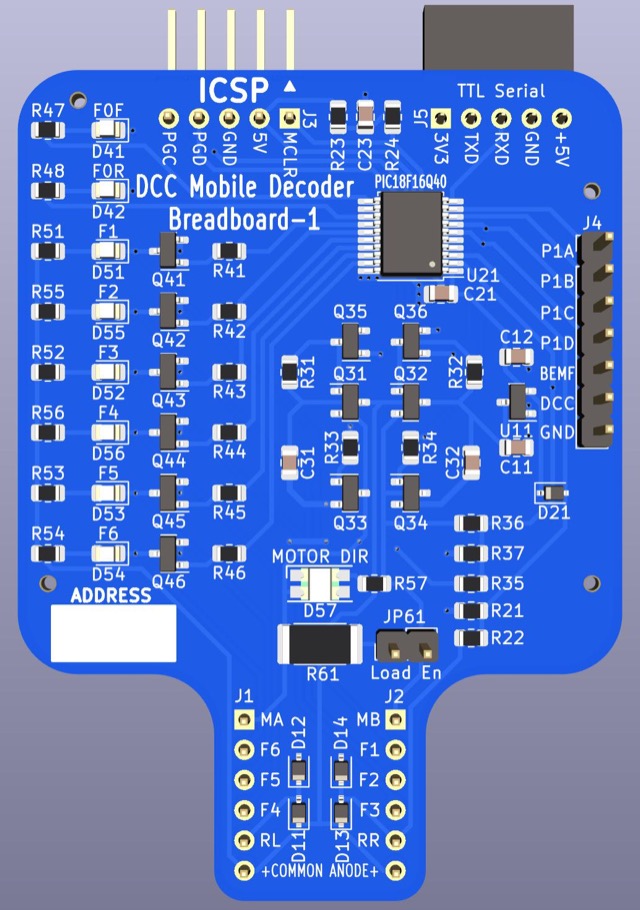 ICSP
TTL Serial
J3
PGC
PGD
GND
5V
MCLR
R23
C23
R24
J5
3V3
TXD
RXD
GND
+5V
DCC Mobile Decoder
Breadboard-1
PIC18F16Q40
U21
C21
R47
F0F
D41
R48
F0R
D42
R51
F1
D51
Q41
R41
R55
F2
D55
Q42
R42
R52
F3
D52
Q43
R43
R56
F4
D56
Q44
R44
R53
F5
D53
Q45
R45
R54
F6
D54
Q46
R46
J4
P1A
P1B
P1C
P1D
BEMF
DCC
GND
Q35
Q36
R31
Q31
Q32
R32
C12
U11
C11
C31
R33
R34
C32
Q33
Q34
D21
R36
R37
R35
R21
R22
MOTOR DIR
D57
R57
ADDRESS
R61
JP61
Load En
J1
J2
MA
MB
F6
F1
F5
F2
F4
F3
RL
RR
D12
D14
D11
D13
+COMMON ANODE+